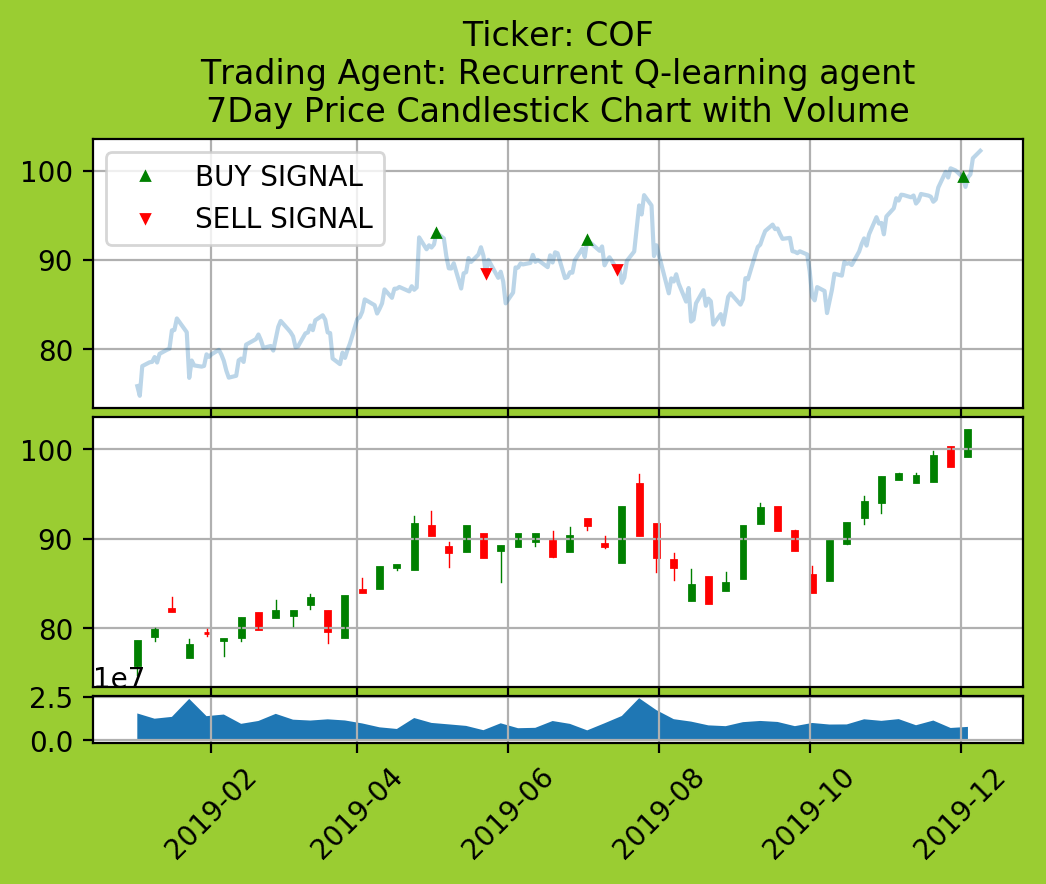 Ticker: COF
Trading Agent: Recurrent Q-learning agent
7Day Price Candlestick Chart with Volume
BUY SIGNAL
SELL SIGNAL
100
90
80
100
90
80
1e7
2.5
0.0
2019-02
2019-04
2019-06
2019-08
2019-10
2019-12